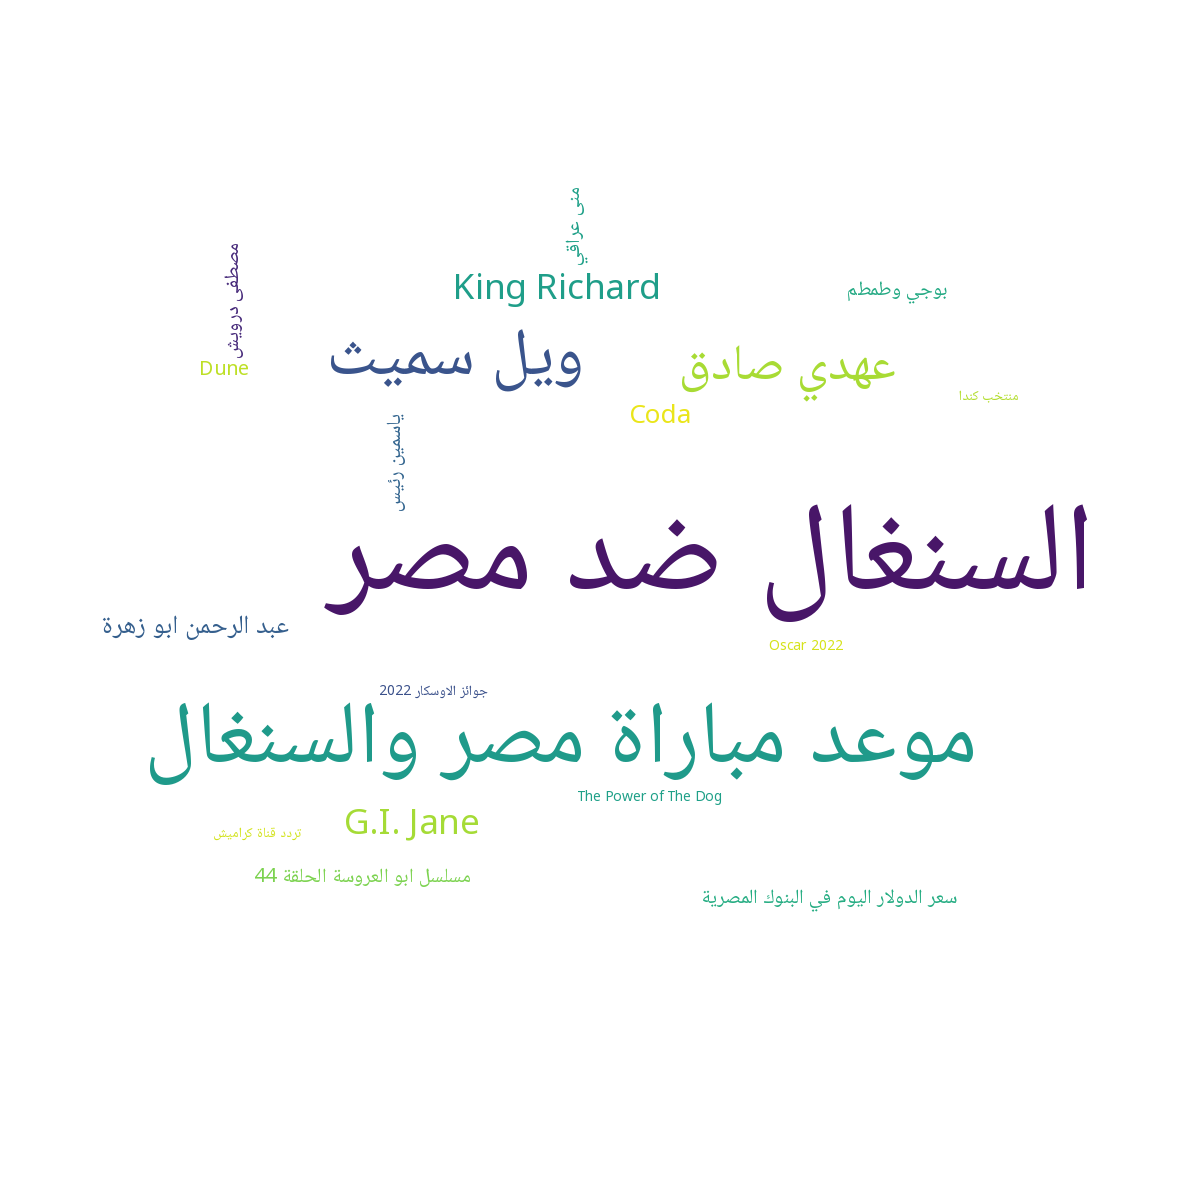 منى عراقي
مصطفى درويش
King Richard
بوجي وطمطم
ويل سميث
عهدي صادق
Dune
منتخب كندا
Coda
ياسمين رئيس
السنغال ضد مصر
عبد الرحمن ابو زهرة
Oscar 2022
جوائز الاوسكار 2022
موعد مباراة مصر والسنغال
The Power of The Dog
G.I. Jane
تردد قناة كراميش
مسلسل ابو العروسة الحلقة 44
سعر الدولار اليوم في البنوك المصرية